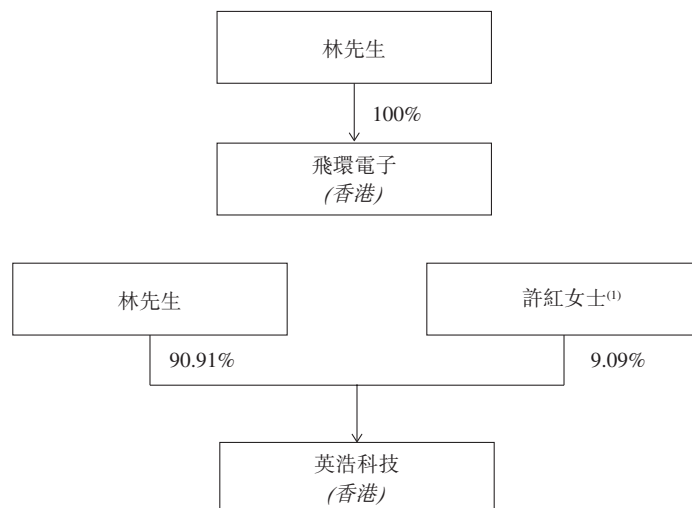 林先生
100%
飛環電子
(香港)
林先生
許紅女士(1)
90.91%
9.09%
英浩科技
(香港)